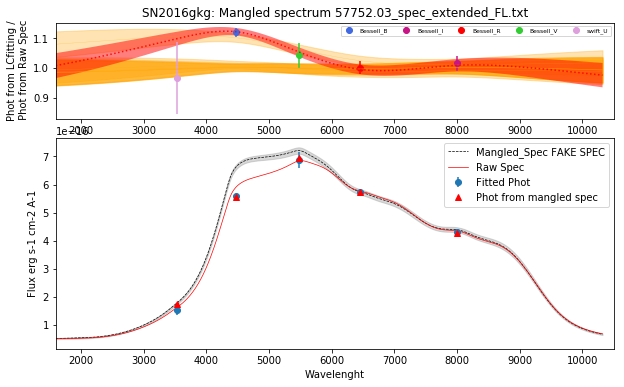 SN2016gkg: Mangled spectrum 57752.03_spec_extended_FL.txt
Phot from LCfitting /
Phot from Raw Spec
1.1
1.0
0.9
Bessell_B
Bessell_I
Bessell_R
Bessell_V
swift_U
2000 3000 4000 5000 6000 7000 8000 9000 10000
1e−16
Flux erg s-1 cm-2 A-1
7
6
5
4
3
2
1
Mangled_Spec FAKE SPEC
Raw Spec
Fitted Phot
Phot from mangled spec
2000 3000 4000 5000 6000 7000 8000 9000 10000
Wavelenght